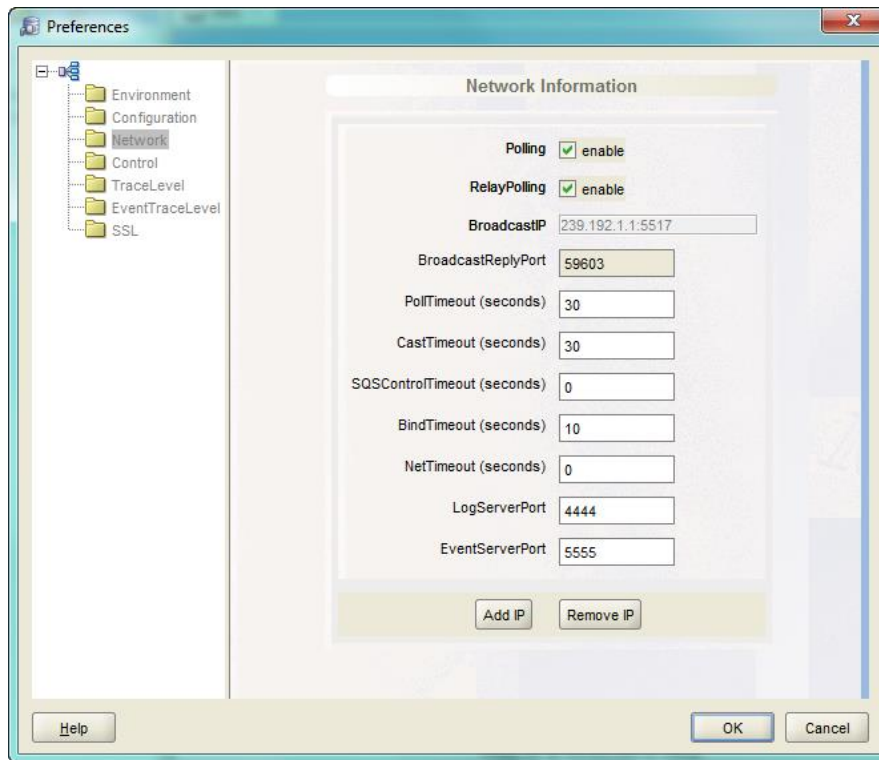 Preferences
Environment
Configuration
Network
Control
TraceLevel
EventTraceLevel
SSL
Network Information
Polling enable
RelayPolling enable
BroadcastIP 239.192.1.1:5517
BroadcastReplyPort 59603
PollTimeout (seconds) 30
CastTimeout (seconds) 30
SQSControlTimeout (seconds) 0
BindTimeout (seconds) 10
NetTimeout (seconds) 0
LogServerPort 4444
EventServerPort 5555
Add IP Remove IP
Help OK Cancel